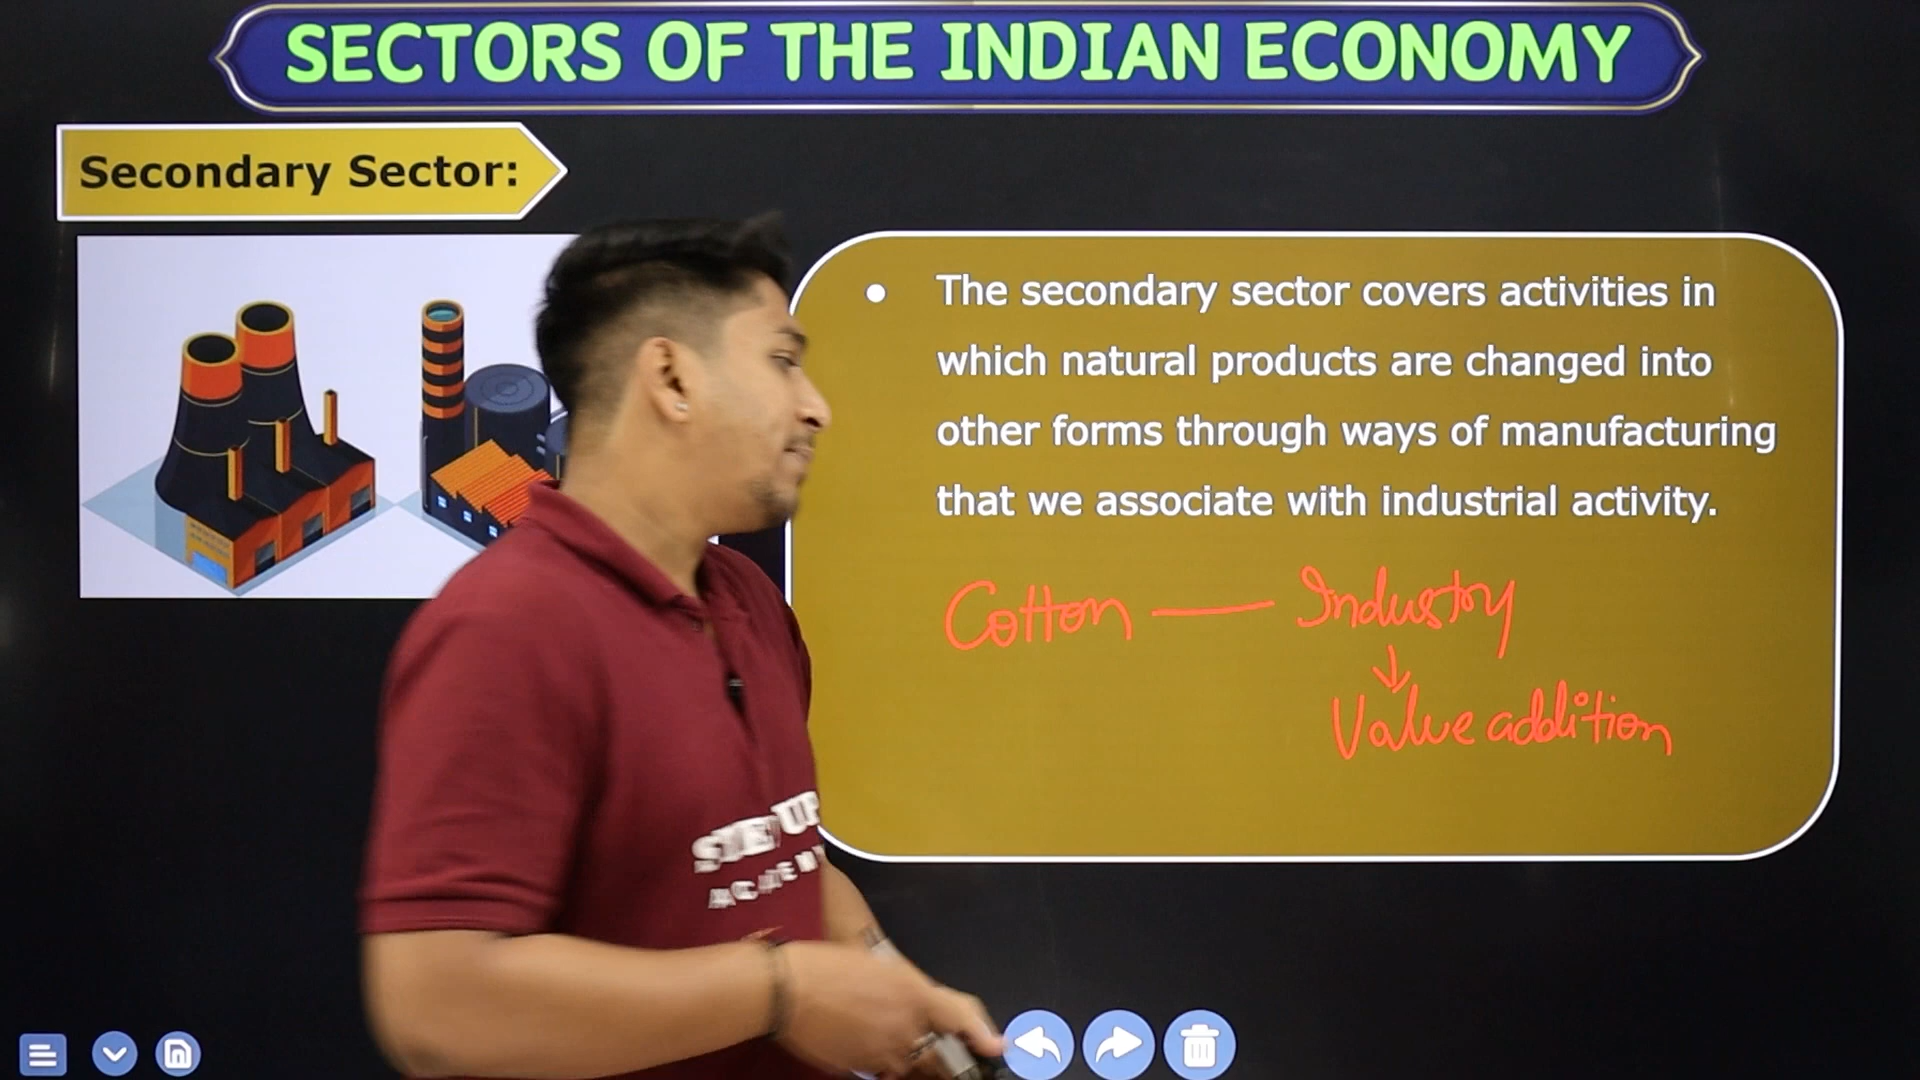 SECTORS OF THE INDIAN ECONOMY
Secondary Sector:
• The secondary sector covers activities in
which natural products are changed into
other forms through ways of manufacturing
that we associate with industrial activity.
Cotton — Industry
↓
Value addition